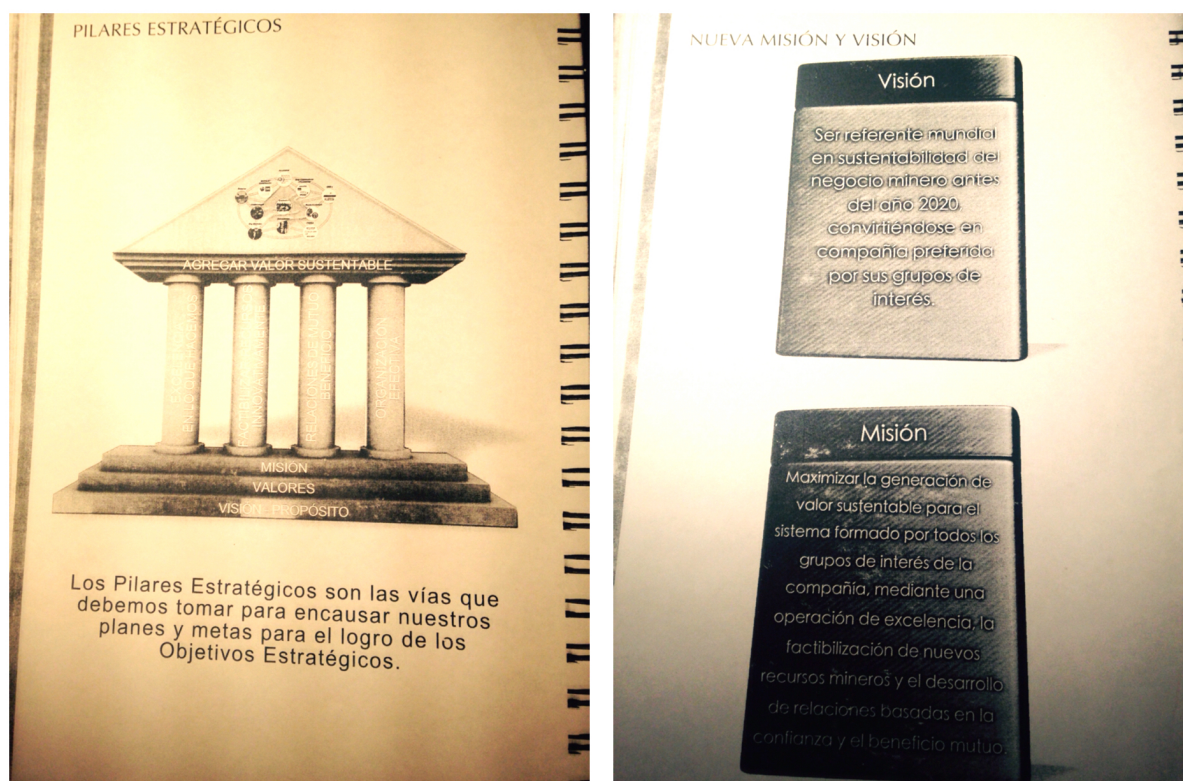 PILARES ESTRATÉGICOS
AGREGAR VALOR SUSTENTABLE
ORGANIZACIÓN
EFECTIVA
MISIÓN
VALORES
VISIÓN - PROPÓSITO
Los Pilares Estratégicos son las vías que
debemos tomar para encausar nuestros
planes y metas para el logro de los
Objetivos Estratégicos.
NUEVA MISIÓN Y VISIÓN
Visión
Ser referente mundial
en sustentabilidad del
negocio minero antes
del año 2020,
convirtiéndose en
compañía preferida
por sus grupos de
interés.
Misión
Maximizar la generación de
valor sustentable para el
sistema formado por todos los
grupos de interés de la
compañía, mediante una
operación de excelencia, la
factibilización de nuevos
recursos mineros y el desarrollo
de relaciones basadas en la
confianza y el beneficio mutuo.